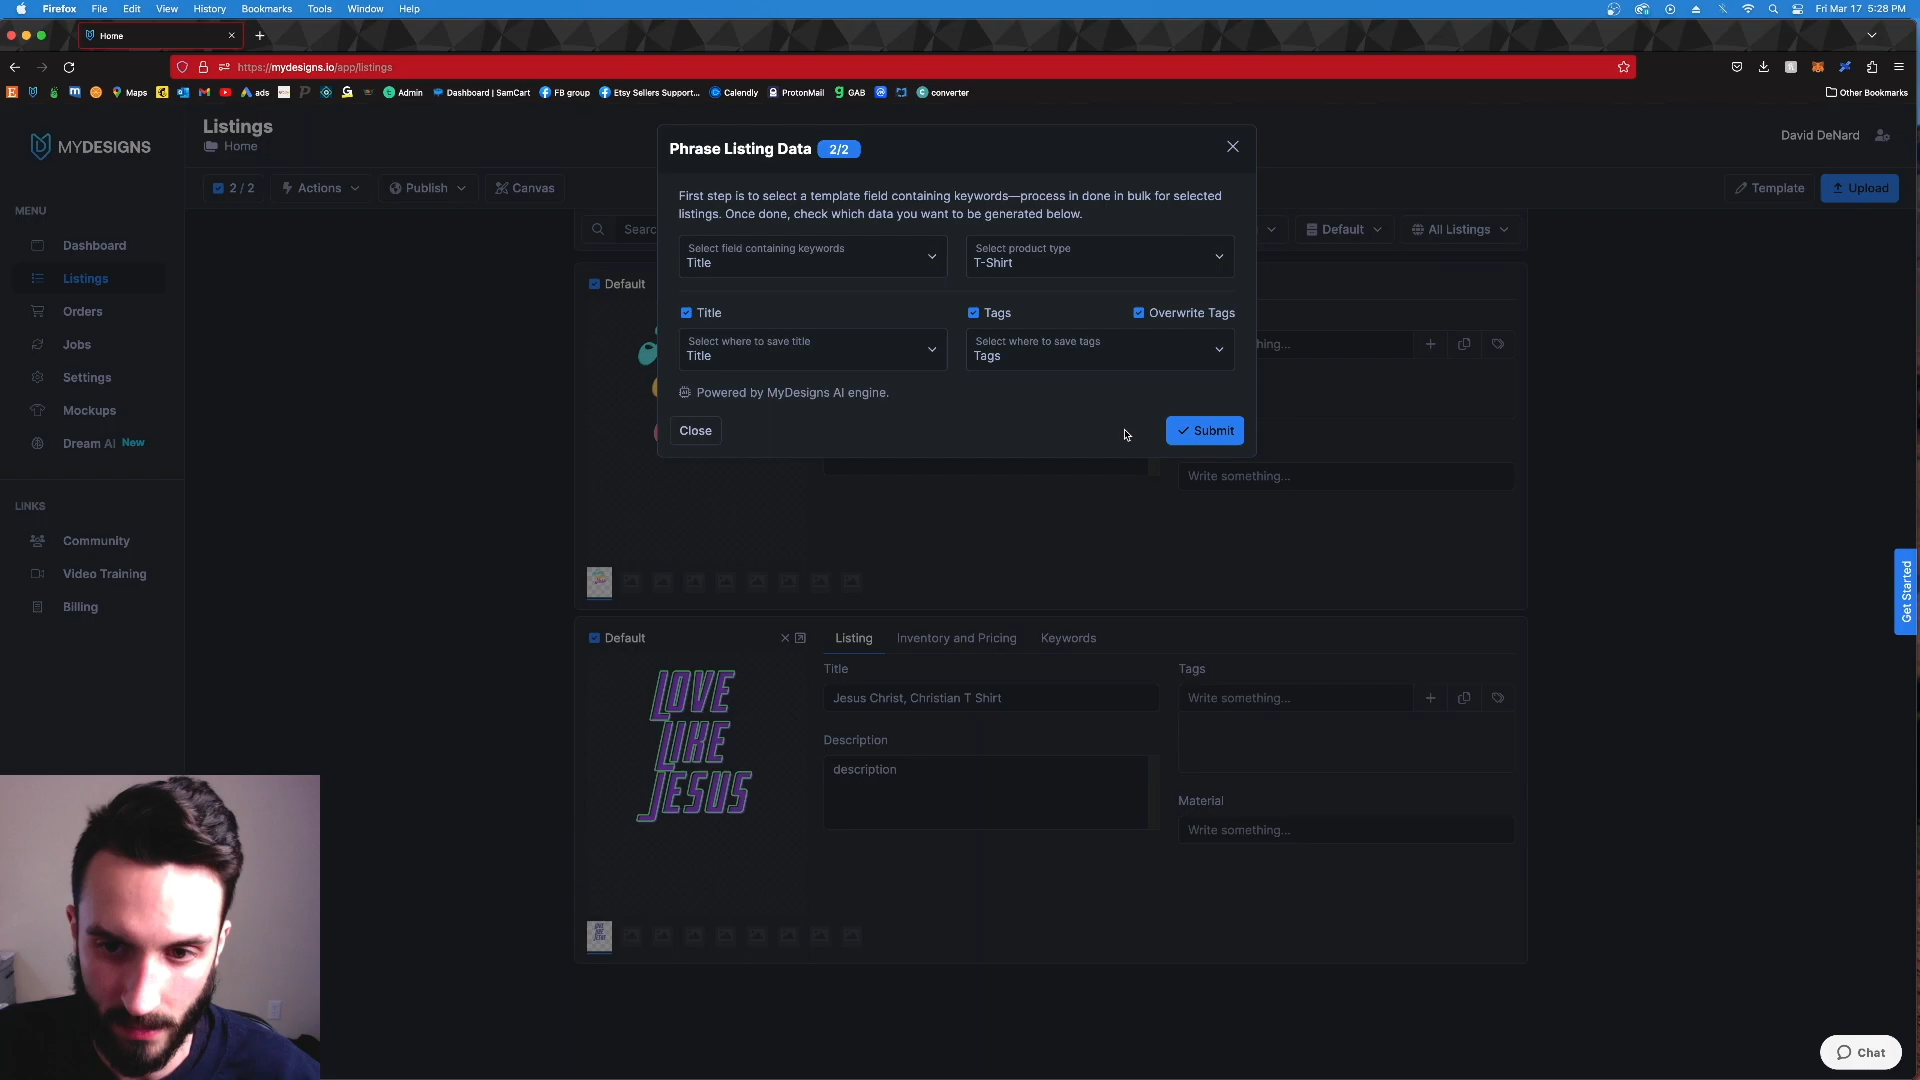 Firefox File Edit View History Bookmarks Tools Window Help Fri Mar 17 5:28 PM
Home
https://mydesigns.io/app/listings
Maps ads Admin Dashboard | SamCart FB group Etsy Sellers Support... Calendly ProtonMail GAB converter Other Bookmarks
MYDESIGNS
MENU
Dashboard
Listings
Orders
Jobs
Settings
Mockups
Dream AI New
LINKS
Community
Video Training
Billing
Listings
Home
David DeNard
2 / 2 Actions Publish Canvas Template Upload
Searc Default All Listings
Phrase Listing Data 2/2
First step is to select a template field containing keywords—process in done in bulk for selected
listings. Once done, check which data you want to be generated below.
Select field containing keywords
Title
Select product type
T-Shirt
Title
Tags
Overwrite Tags
Select where to save title
Title
Select where to save tags
Tags
Powered by MyDesigns AI engine.
Close
Submit
Default
hing...
Write something...
Default
Listing Inventory and Pricing Keywords
LOVE
LIKE
JESUS
Title
Jesus Christ, Christian T Shirt
Description
description
Tags
Write something...
Material
Write something...
Get Started
Chat